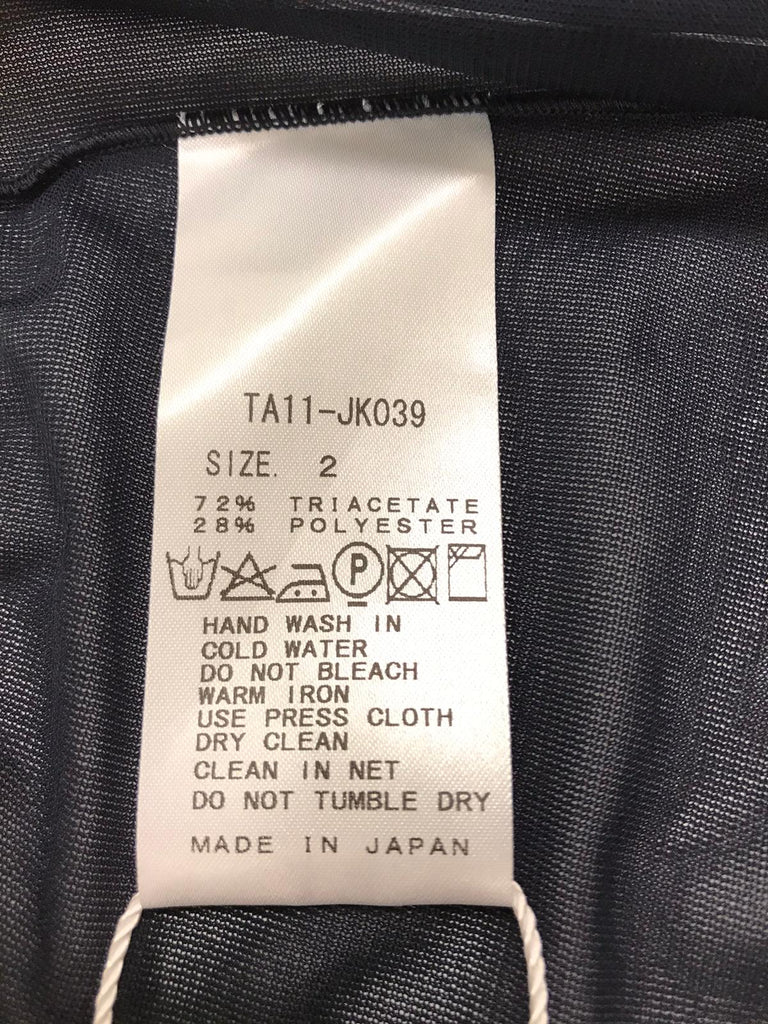 TA11-JK039
SIZE. 2
72% TRIACETATE
28% POLYESTER
P
HAND WASH IN
COLD WATER
DO NOT BLEACH
WARM IRON
USE PRESS CLOTH
DRY CLEAN
CLEAN IN NET
DO NOT TUMBLE DRY
MADE IN JAPAN